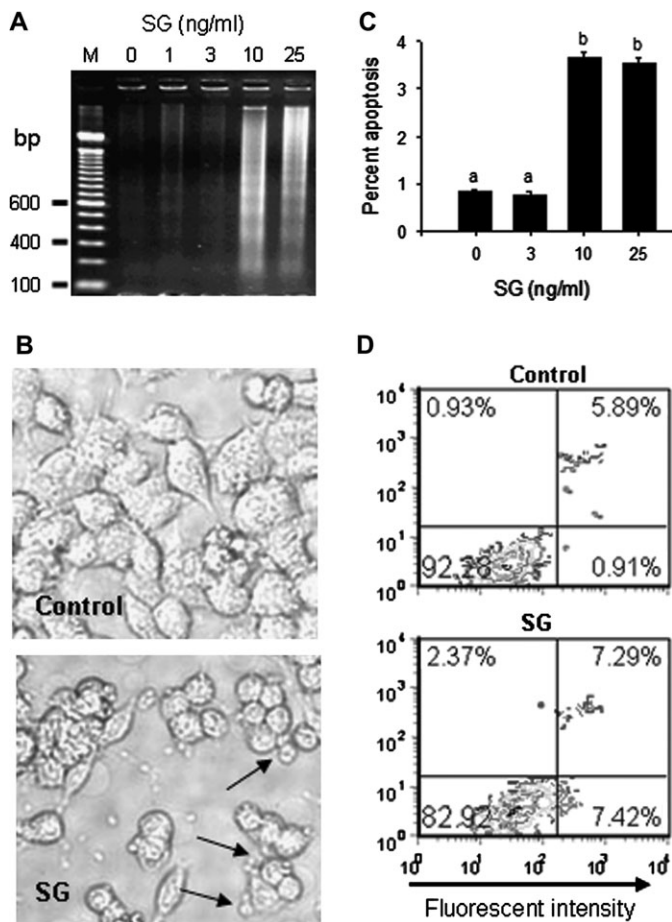 A
SG (ng/ml)
M 0 1 3 10 25
bp
600
400
100
B
Control
SG
C
Percent apoptosis
4
3
2
1
0
a a b b
0 3 10 25
SG (ng/ml)
D
Control
10⁴
10³
10²
10¹
10⁰
0.93% 5.89%
92.28 0.91%
SG
10⁴
10³
10²
10¹
10⁰
2.37% 7.29%
82.92 7.42%
10⁰ 10¹ 10² 10³ 10⁴
Fluorescent intensity